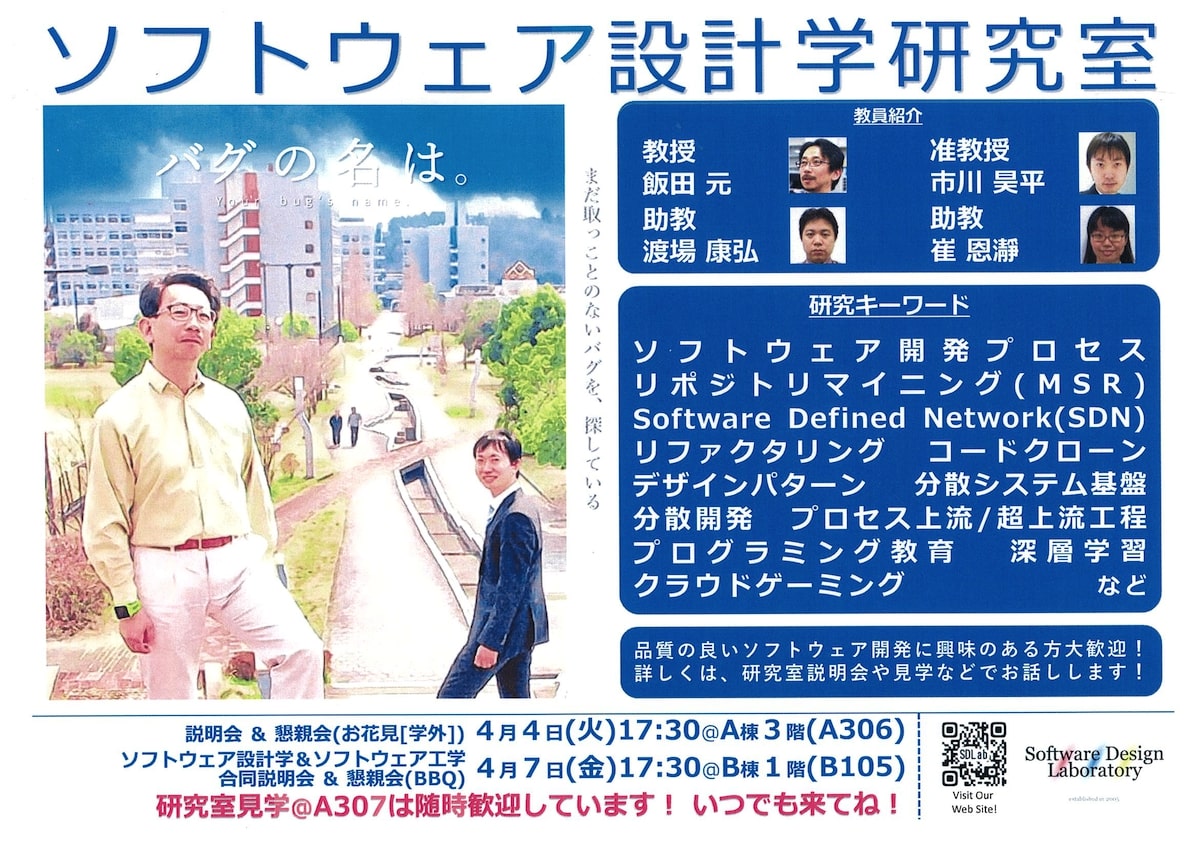 ソフトウェア設計学研究室
バグの名は。
Your bug's name.
まだ取っことのないバグを、探している
教員紹介
教授
飯田 元
准教授
市川 昊平
助教
渡場 康弘
助教
崔 恩瀞
研究キーワード
ソフトウェア開発プロセス
リポジトリマイニング(MSR)
Software Defined Network(SDN)
リファクタリング コードクローン
デザインパターン 分散システム基盤
分散開発 プロセス上流/超上流工程
プログラミング教育 深層学習
クラウドゲーミング など
品質の良いソフトウェア開発に興味のある方大歓迎!
詳しくは、研究室説明会や見学などでお話しします!
説明会 & 懇親会(お花見[学外]) 4月4日(火)17:30@A棟3階(A306)
ソフトウェア設計学&ソフトウェア工学
合同説明会 & 懇親会(BBQ) 4月7日(金)17:30@B棟1階(B105)
研究室見学@A307は随時歓迎しています! いつでも来てね!
SDLab
Visit Our
Web Site!
Software Design
Laboratory